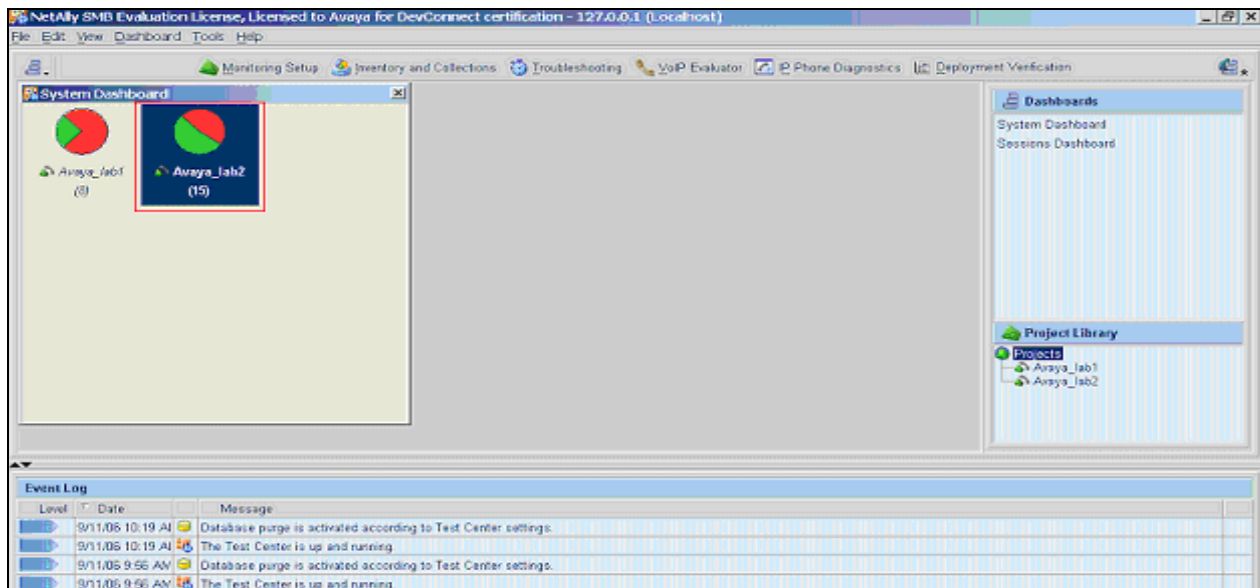 NetAlly SMB Evaluation License, Licensed to Avaya for DevConnect certification - 127.0.0.1 (Localhost)
File Edit View Dashboard Tools Help
Monitoring Setup Inventory and Collections Troubleshooting VoIP Evaluator IP Phone Diagnostics Deployment Verification
System Dashboard
Avaya_lab1
(8)
Avaya_lab2
(15)
Dashboards
System Dashboard
Sessions Dashboard
Project Library
Projects
Avaya_lab1
Avaya_lab2
Event Log
Level Date Message
9/11/06 10:19 AM Database purge is activated according to Test Center settings.
9/11/06 10:19 AM The Test Center is up and running
9/11/06 9:56 AM Database purge is activated according to Test Center settings.
9/11/06 9:56 AM The Test Center is up and running